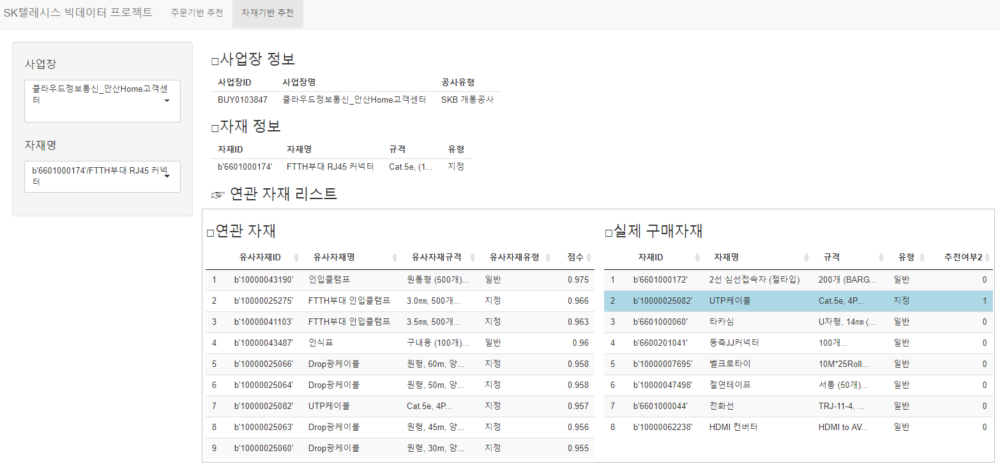 SK텔레시스 빅데이터 프로젝트 주문기반 추천 자재기반 추천
사업장
클라우드정보통신_안산Home고객센
터
자재명
b'6601000174'/FTTH부대 RJ45 커넥
터
□사업장 정보
사업장ID 사업장명 공사유형
BUY0103847 클라우드정보통신_안산Home고객센터 SKB 개통공사
□자재 정보
자재ID 자재명 규격 유형
b'6601000174' FTTH부대 RJ45 커넥터 Cat.5e, (1... 지정
☞ 연관 자재 리스트
□연관 자재
유사자재ID 유사자재명 유사자재규격 유사자재유형 점수
1 b'10000043190' 인입클램프 원통형 (500개)... 일반 0.975
2 b'10000025275' FTTH부대 인입클램프 3.0㎜, 500개... 지정 0.966
3 b'10000041103' FTTH부대 인입클램프 3.5㎜, 500개... 지정 0.963
4 b'10000043487' 인식표 구내용 (100개)... 일반 0.96
5 b'10000025066' Drop광케이블 원형, 60m, 양... 지정 0.958
6 b'10000025064' Drop광케이블 원형, 50m, 양... 지정 0.958
7 b'10000025082' UTP케이블 Cat.5e, 4P... 지정 0.957
8 b'10000025063' Drop광케이블 원형, 45m, 양... 지정 0.956
9 b'10000025060' Drop광케이블 원형, 30m, 양... 지정 0.955
□실제 구매자재
자재ID 자재명 규격 유형 추천여부2
1 b'6601000172' 2선 심선접속자 (젤타입) 200개 (BARG... 일반 0
2 b'10000025082' UTP케이블 Cat.5e, 4P... 지정 1
3 b'6601000060' 타카심 U자형, 14㎜ (... 일반 0
4 b'6600201041' 동축JJ커넥터 100개... 일반 0
5 b'10000007695' 벨크로타이 10M*25Roll... 일반 0
6 b'10000047498' 절연테이프 서통 (50개)... 일반 0
7 b'6601000044' 전화선 TRJ-11-4, ... 일반 0
8 b'10000062238' HDMI 컨버터 HDMI to AV... 일반 0